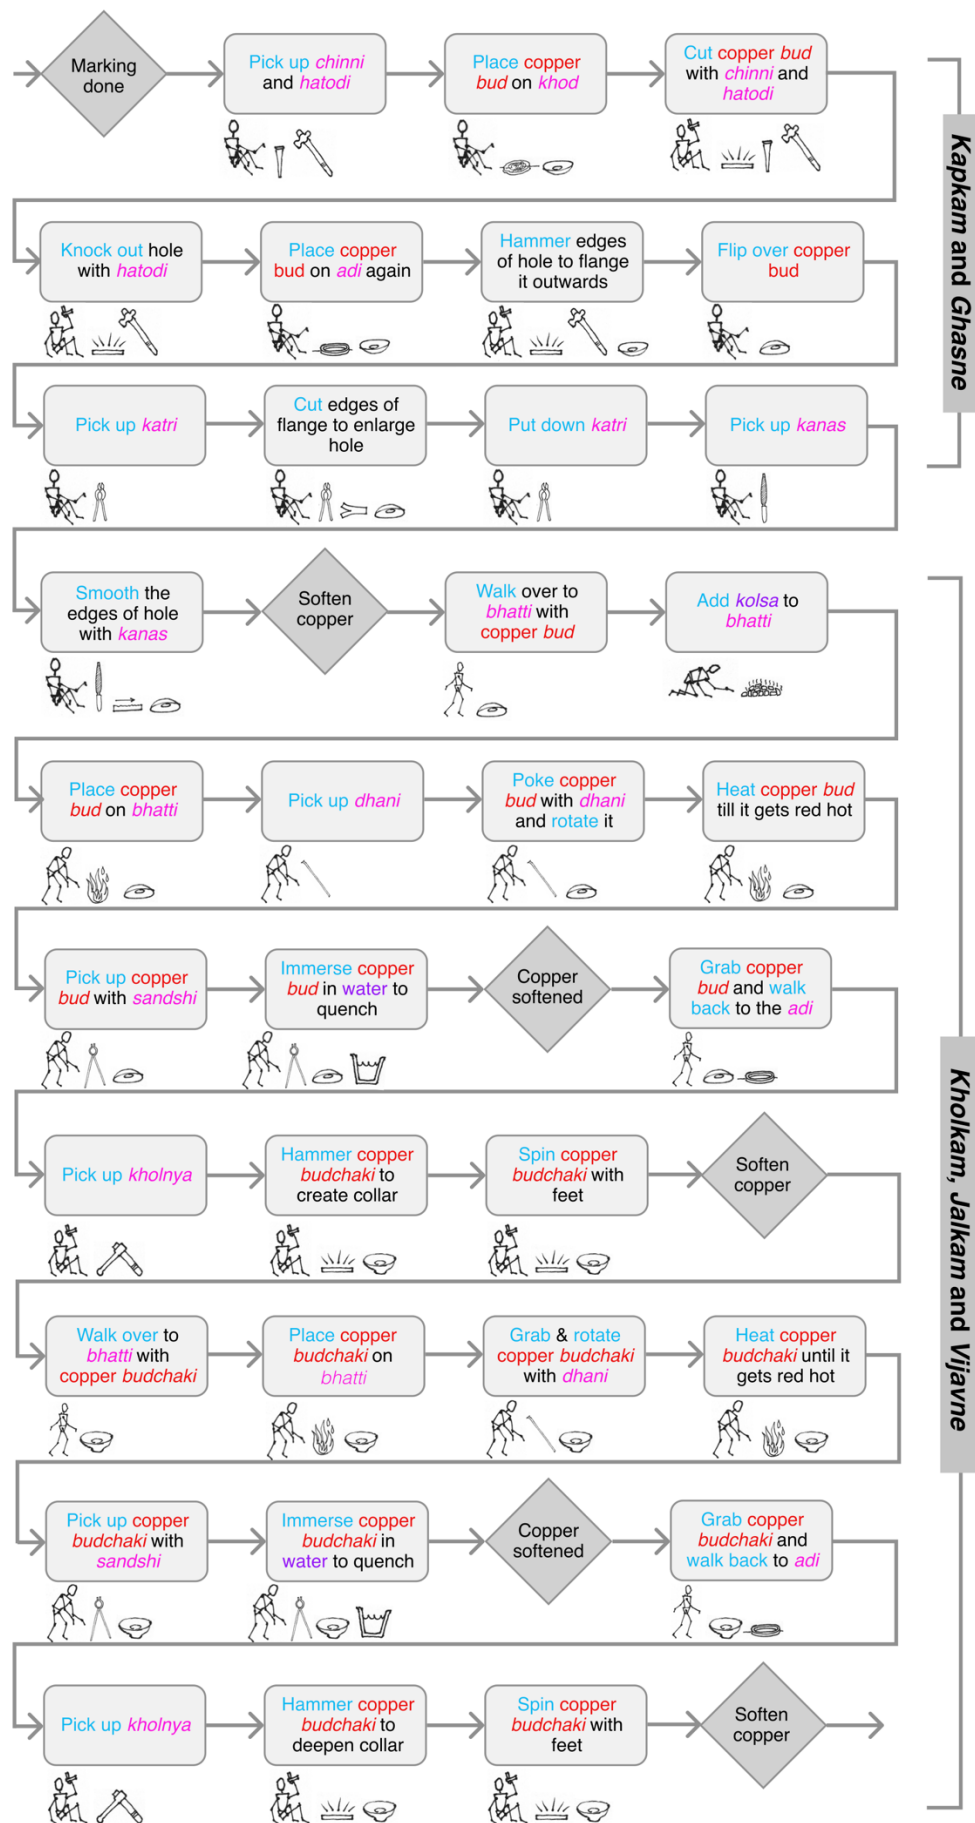 Marking
done
Pick up chinni
and hatodi
Place copper
bud on khod
Cut copper bud
with chinni and
hatodi
Knock out hole
with hatodi
Place copper
bud on adi again
Hammer edges
of hole to flange
it outwards
Flip over copper
bud
Pick up katri
Cut edges of
flange to enlarge
hole
Put down katri
Pick up kanas
Kapkam and Ghasne
Smooth the
edges of hole
with kanas
Soften
copper
Walk over to
bhatti with
copper bud
Add kolsa to
bhatti
Place copper
bud on bhatti
Pick up dhani
Poke copper
bud with dhani
and rotate it
Heat copper bud
till it gets red hot
Pick up copper
bud with sandshi
Immerse copper
bud in water to
quench
Copper
softened
Grab copper
bud and walk
back to the adi
Pick up kholnya
Hammer copper
budchaki to
create collar
Spin copper
budchaki with
feet
Soften
copper
Walk over to
bhatti with
copper budchaki
Place copper
budchaki on
bhatti
Grab & rotate
copper budchaki
with dhani
Heat copper
budchaki until it
gets red hot
Pick up copper
budchaki with
sandshi
Immerse copper
budchaki in
water to quench
Copper
softened
Grab copper
budchaki and
walk back to adi
Pick up kholnya
Hammer copper
budchaki to
deepen collar
Spin copper
budchaki with
feet
Soften
copper
Kholkam, Jalkam and Vijavne